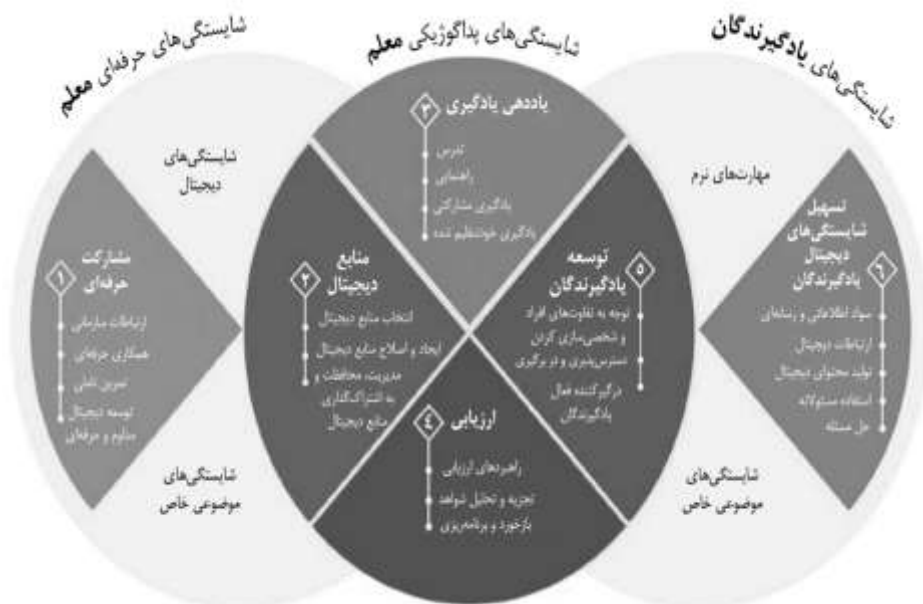 شایستگی‌های یادگیرندگان
شایستگی‌های پداگوژیکی معلم
شایستگی‌های حرفه‌ای معلم
شایستگی‌های
دیجیتال
مشارکت
حرفه‌ای
۱
ارتباطات سازمانی
همکاری حرفه‌ای
تمرین تاملی
توسعه دیجیتال
مداوم و حرفه‌ای
شایستگی‌های
موضوعی خاص
منابع
دیجیتال
۲
انتخاب منابع دیجیتال
ایجاد و اصلاح منابع دیجیتال
مدیریت، محافظت و
به اشتراک‌گذاری
منابع دیجیتال
یاددهی یادگیری
۳
تدرس
راهنمایی
یادگیری مشارکتی
یادگیری خودتنظیم شده
ارزیابی
۴
راهبردهای ارزیابی
تجزیه و تحلیل شواهد
بازخورد و برنامه‌ریزی
توسعه
یادگیرندگان
۵
توجه به تفاوت‌های افراد
و شخصی‌سازی کردن
دسترس‌پذیری و در برگیری
درگیرکننده فعال
یادگیرندگان
مهارت‌های نرم
تسهیل
شایستگی‌های
دیجیتال
یادگیرندگان
۶
سواد اطلاعاتی و رسانه‌ای
ارتباطات دیجیتال
تولید محتوای دیجیتال
استفاده مسئولانه
حل مسئله
شایستگی‌های
موضوعی خاص